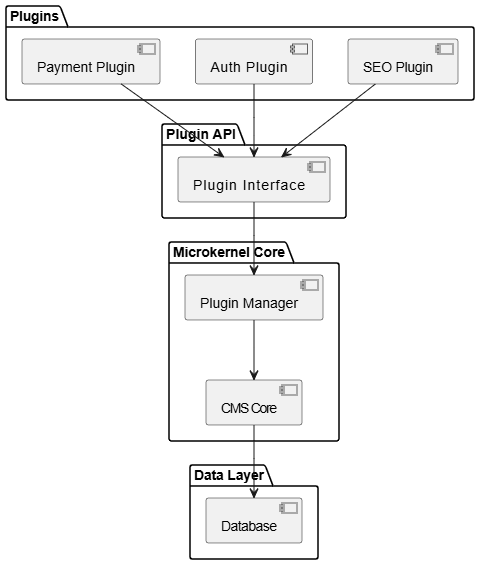 Plugins
Payment Plugin
Auth Plugin
SEO Plugin
Plugin API
Plugin Interface
Microkernel Core
Plugin Manager
CMS Core
Data Layer
Database